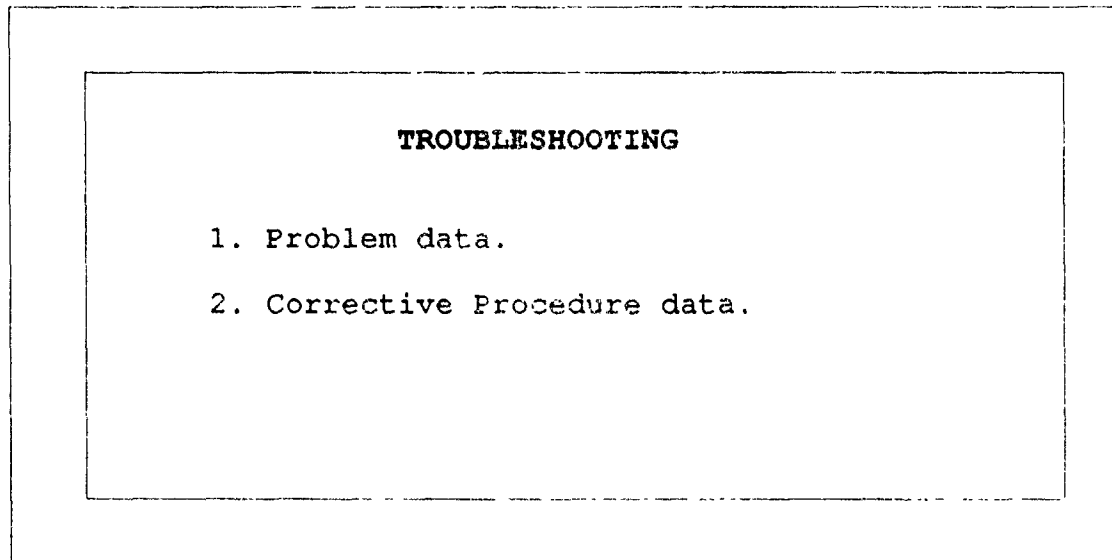 TROUBLESHOOTING
1. Problem data.
2. Corrective Procedure data.